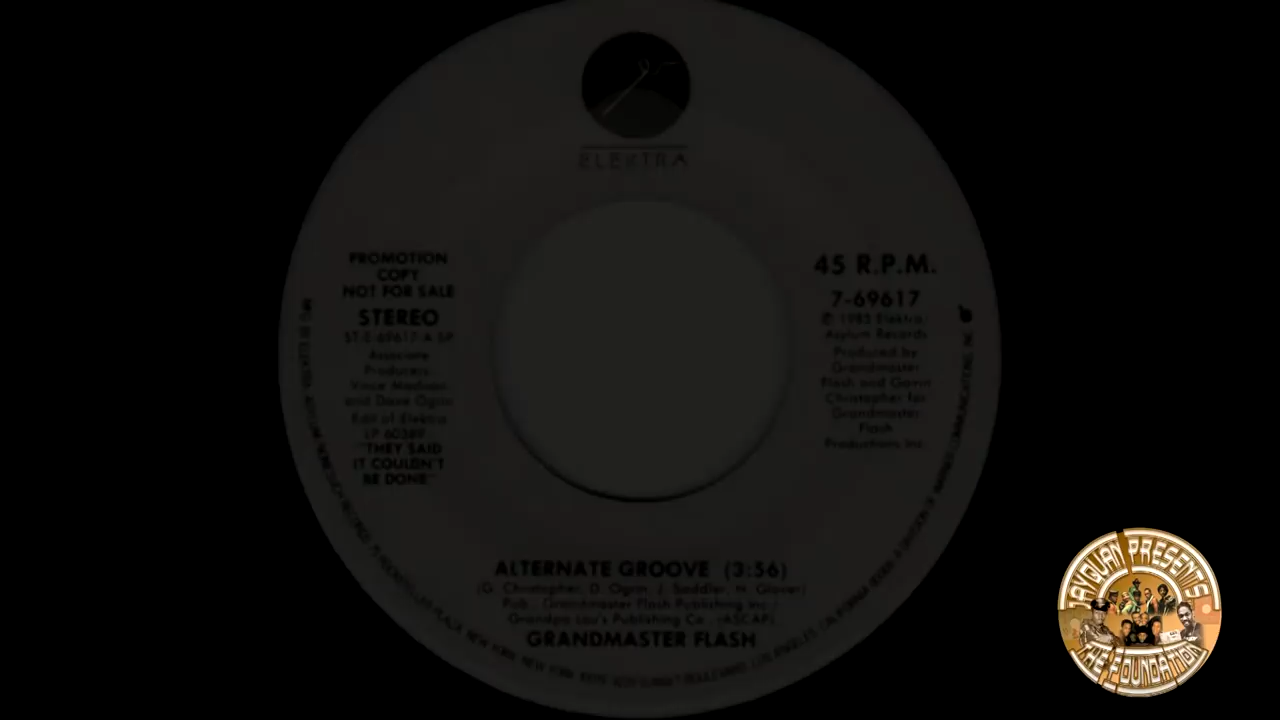 ELEKTRA
PROMOTION
COPY
NOT FOR SALE
STEREO
ST-E-69617-A SP
Associate
Producers:
Vince Madison
and Dave Ogrin
Edit of Elektra
LP 60389
"THEY SAID
IT COULDN'T
BE DONE"
45 R.P.M.
7-69617
1985 Elektra/
Asylum Records
Produced by
Grandmaster
Flash and Gavin
Christopher for
Grandmaster
Flash
Productions Inc.
ALTERNATE GROOVE (3:56)
(G. Christopher, D. Ogrin, J. Saddler, N. Glover)
Pub., Grandmaster Flash Publishing Inc./
Grandpa Lou's Publishing Co., (ASCAP)
GRANDMASTER FLASH
JAYQUAN PRESENTS
THE FOUNDATION